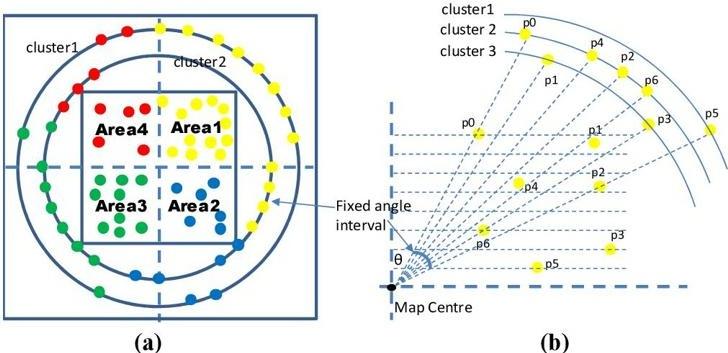 cluster1
cluster2
Area4
Area1
Area3
Area2
Fixed angle
interval
(a)
cluster1
cluster 2
cluster 3
p0
p4
p2
p1
p6
p3
p5
p0
p1
p4
p2
p6
p3
p5
θ
Map Centre
(b)